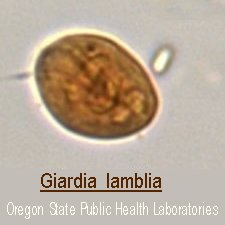 Giardia lamblia
Oregon State Public Health Laboratories